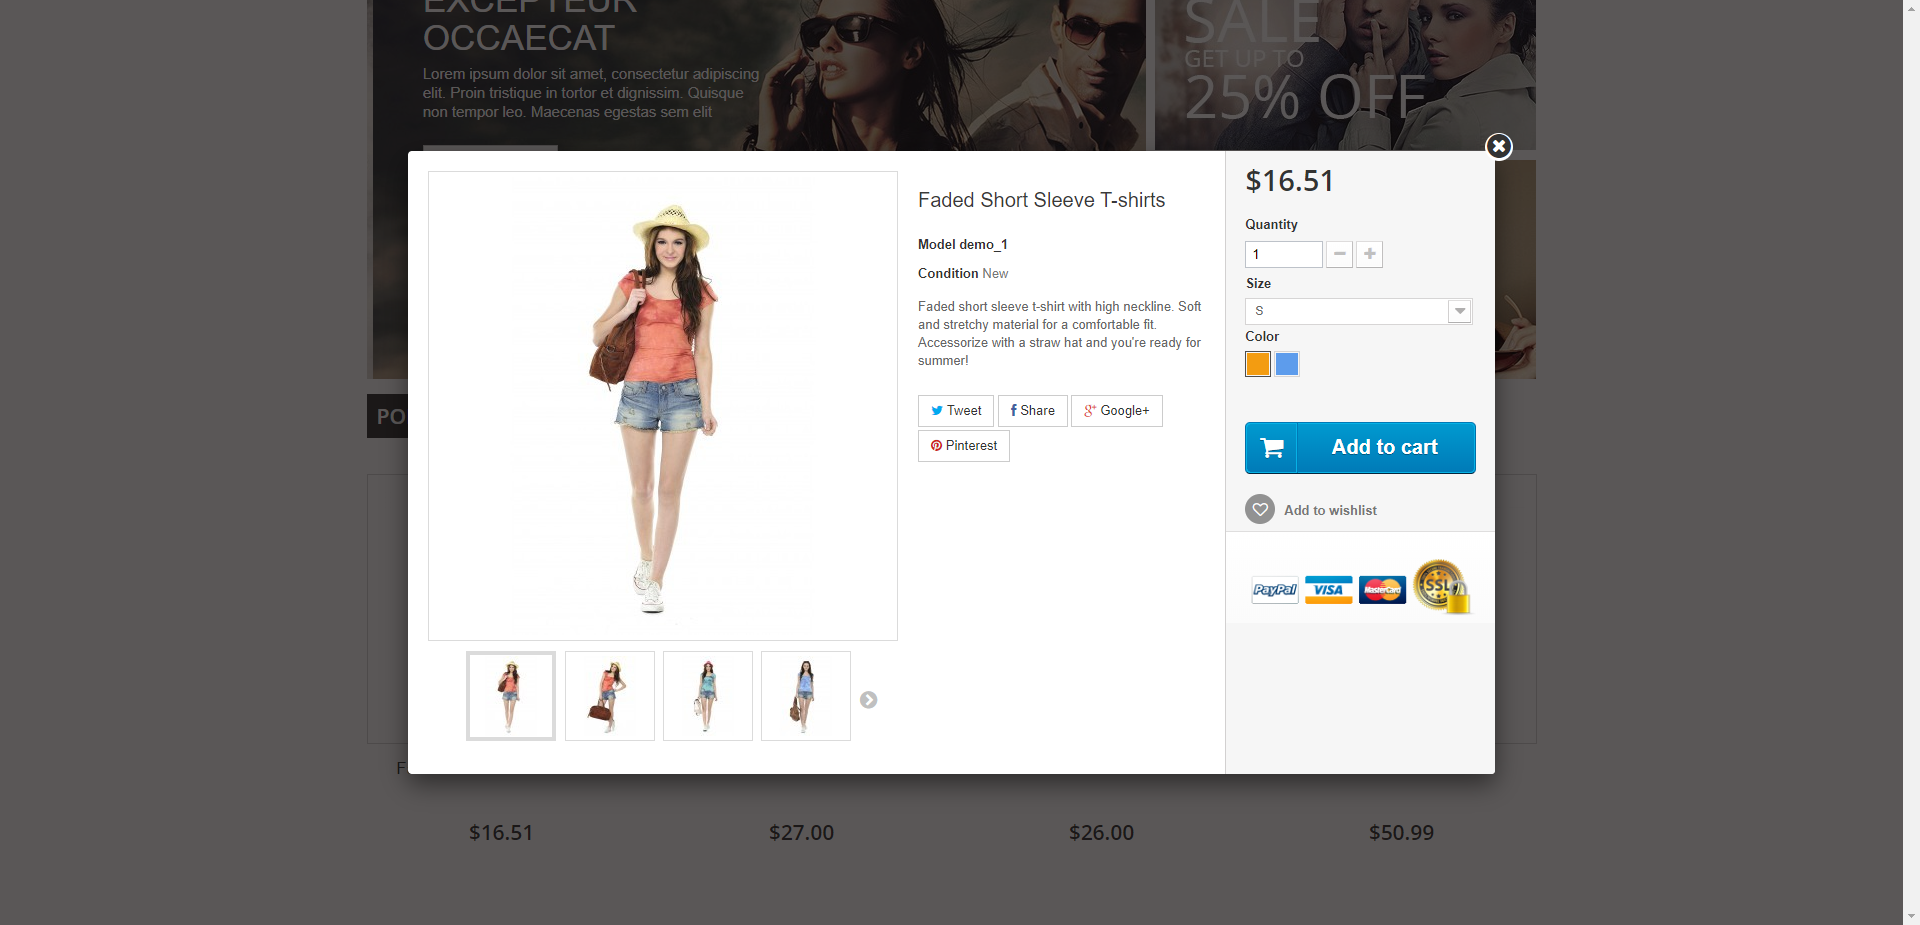 EXCEPTEUR
OCCAECAT
Lorem ipsum dolor sit amet, consectetur adipiscing
elit. Proin tristique in tortor et dignissim. Quisque
non tempor leo. Maecenas egestas sem elit
SALE
GET UP TO
25% OFF
Faded Short Sleeve T-shirts
Model demo_1
Condition New
Faded short sleeve t-shirt with high neckline. Soft
and stretchy material for a comfortable fit.
Accessorize with a straw hat and you're ready for
summer!
Tweet
Share
Google+
Pinterest
$16.51
Quantity
1
Size
S
Color
Add to cart
Add to wishlist
PayPal
VISA
MasterCard
SSL
PO
F
$16.51
$27.00
$26.00
$50.99